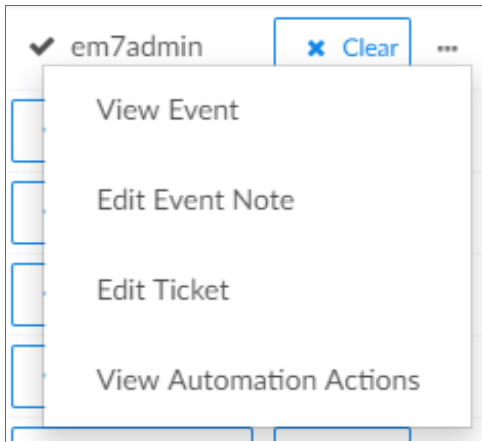 em7admin Clear
View Event
Edit Event Note
Edit Ticket
View Automation Actions